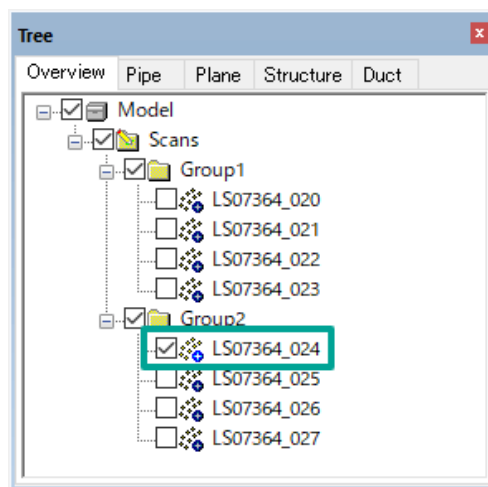 Tree
Overview Pipe Plane Structure Duct
Model
Scans
Group1
LS07364_020
LS07364_021
LS07364_022
LS07364_023
Group2
LS07364_024
LS07364_025
LS07364_026
LS07364_027